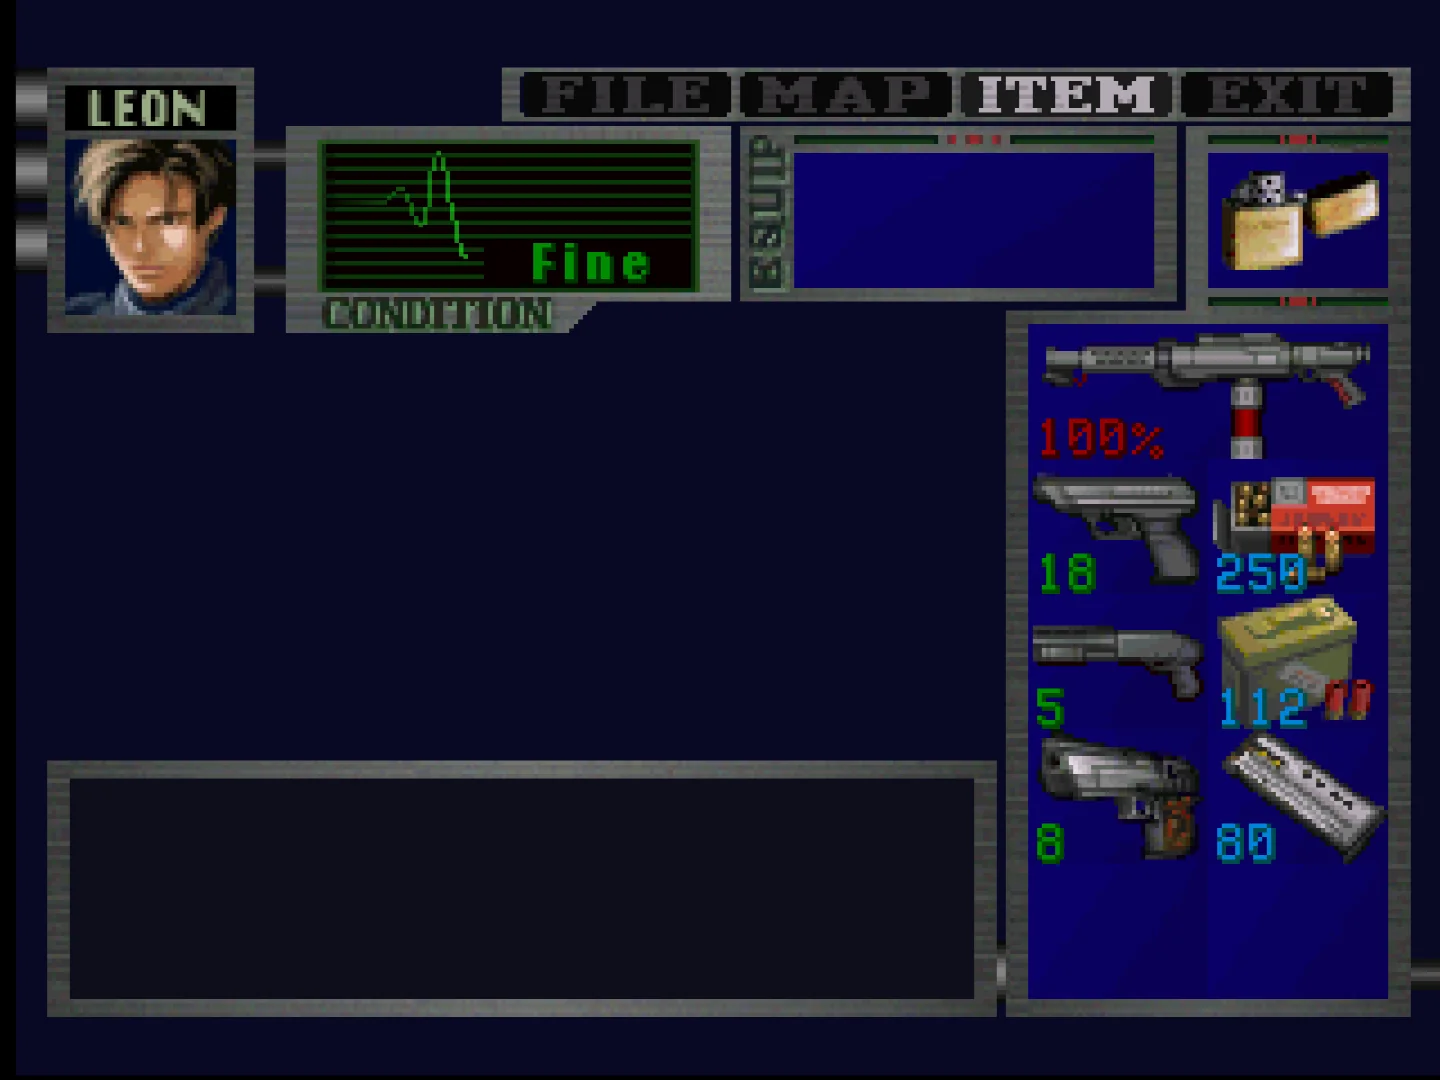 FILE MAP ITEM EXIT
LEON
EQUIP
Fine
CONDITION
100%
18 250
5 112
8 80